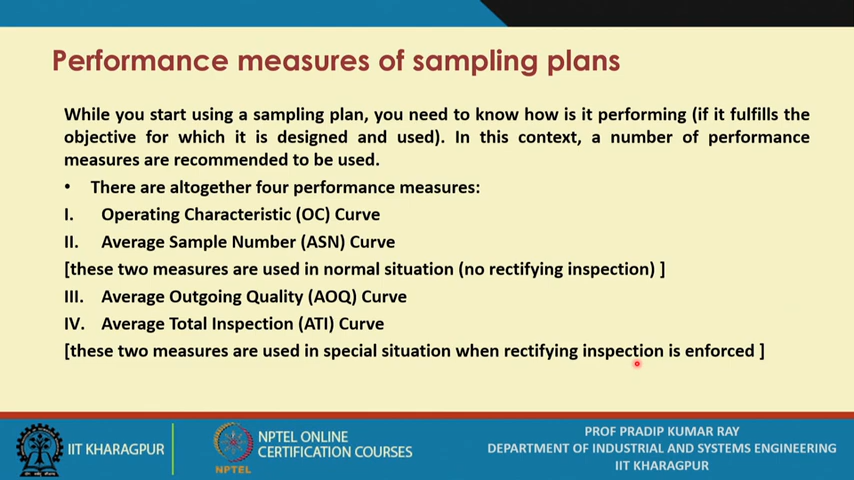 Performance measures of sampling plans
While you start using a sampling plan, you need to know how is it performing (if it fulfills the
objective for which it is designed and used). In this context, a number of performance
measures are recommended to be used.
• There are altogether four performance measures:
I. Operating Characteristic (OC) Curve
II. Average Sample Number (ASN) Curve
[these two measures are used in normal situation (no rectifying inspection) ]
III. Average Outgoing Quality (AOQ) Curve
IV. Average Total Inspection (ATI) Curve
[these two measures are used in special situation when rectifying inspection is enforced ]
IIT KHARAGPUR
NPTEL
NPTEL ONLINE
CERTIFICATION COURSES
PROF PRADIP KUMAR RAY
DEPARTMENT OF INDUSTRIAL AND SYSTEMS ENGINEERING
IIT KHARAGPUR